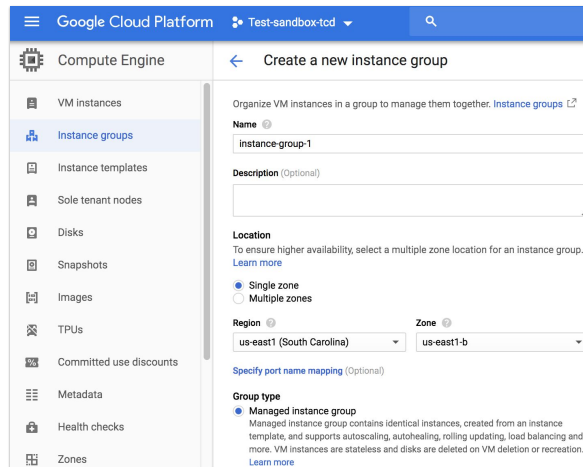 Google Cloud Platform
Test-sandbox-tcd
Compute Engine
Create a new instance group
VM instances
Instance groups
Instance templates
Sole tenant nodes
Disks
Snapshots
Images
TPUs
Committed use discounts
Metadata
Health checks
Zones
Organize VM instances in a group to manage them together. Instance groups
Name
instance-group-1
Description (Optional)
Location
To ensure higher availability, select a multiple zone location for an instance group.
Learn more
Single zone
Multiple zones
Region
Zone
us-east1 (South Carolina)
us-east1-b
Specify port name mapping (Optional)
Group type
Managed instance group
Managed instance group contains identical instances, created from an instance
template, and supports autoscaling, autohealing, rolling updating, load balancing and
more. VM instances are stateless and disks are deleted on VM deletion or recreation
Learn more